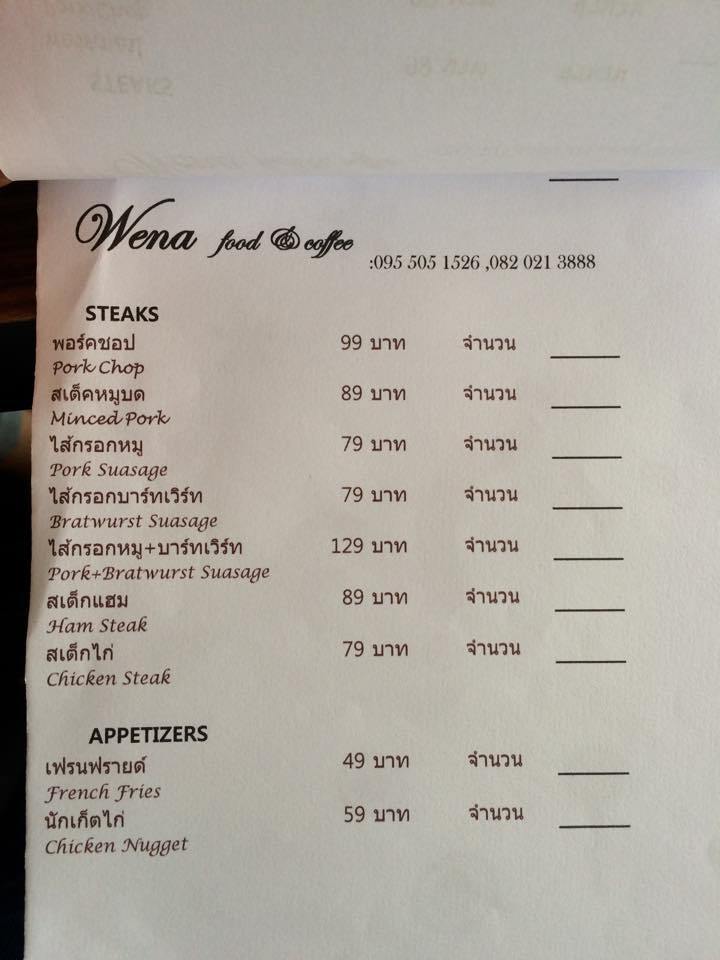 Wena food & coffee
:095 505 1526 ,082 021 3888
STEAKS
พอร์คชอป 99 บาท จำนวน
Pork Chop
สเต็คหมูบด 89 บาท จำนวน
Minced Pork
ไส้กรอกหมู 79 บาท จำนวน
Pork Suasage
ไส้กรอกบาร์ทเวิร์ท 79 บาท จำนวน
Bratwurst Suasage
ไส้กรอกหมู+บาร์ทเวิร์ท 129 บาท จำนวน
Pork+Bratwurst Suasage
สเต็กแฮม 89 บาท จำนวน
Ham Steak
สเต็กไก่ 79 บาท จำนวน
Chicken Steak
APPETIZERS
เฟรนฟรายด์ 49 บาท จำนวน
French Fries
นักเก็ตไก่ 59 บาท จำนวน
Chicken Nugget